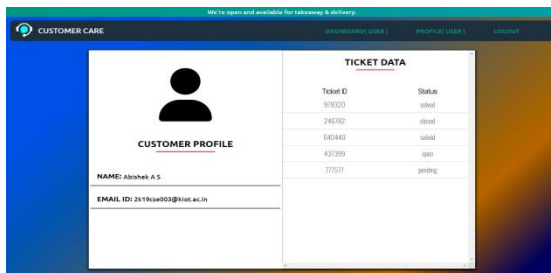 We're open and available for takeaway & delivery.
CUSTOMER CARE
DASHBOARD( USER ) PROFILE( USER ) LOGOUT
CUSTOMER PROFILE
NAME: Abishek A S
EMAIL ID: 2k19cse003@kiot.ac.in
TICKET DATA
Ticket ID Status
979320 solved
246782 closed
640440 solved
437399 open
777577 pending